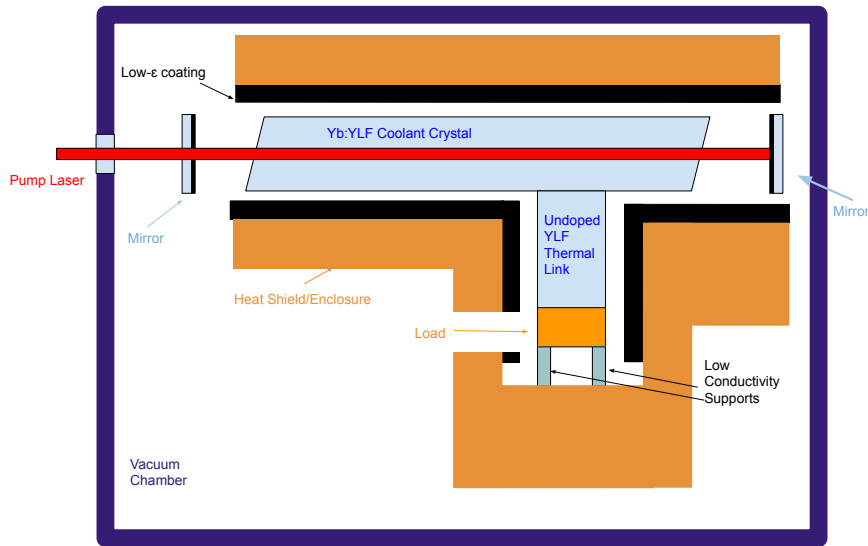 Low-ε coating
Yb:YLF Coolant Crystal
Pump Laser
Mirror
Mirror
Undoped
YLF
Thermal
Link
Heat Shield/Enclosure
Load
Low
Conductivity
Supports
Vacuum
Chamber